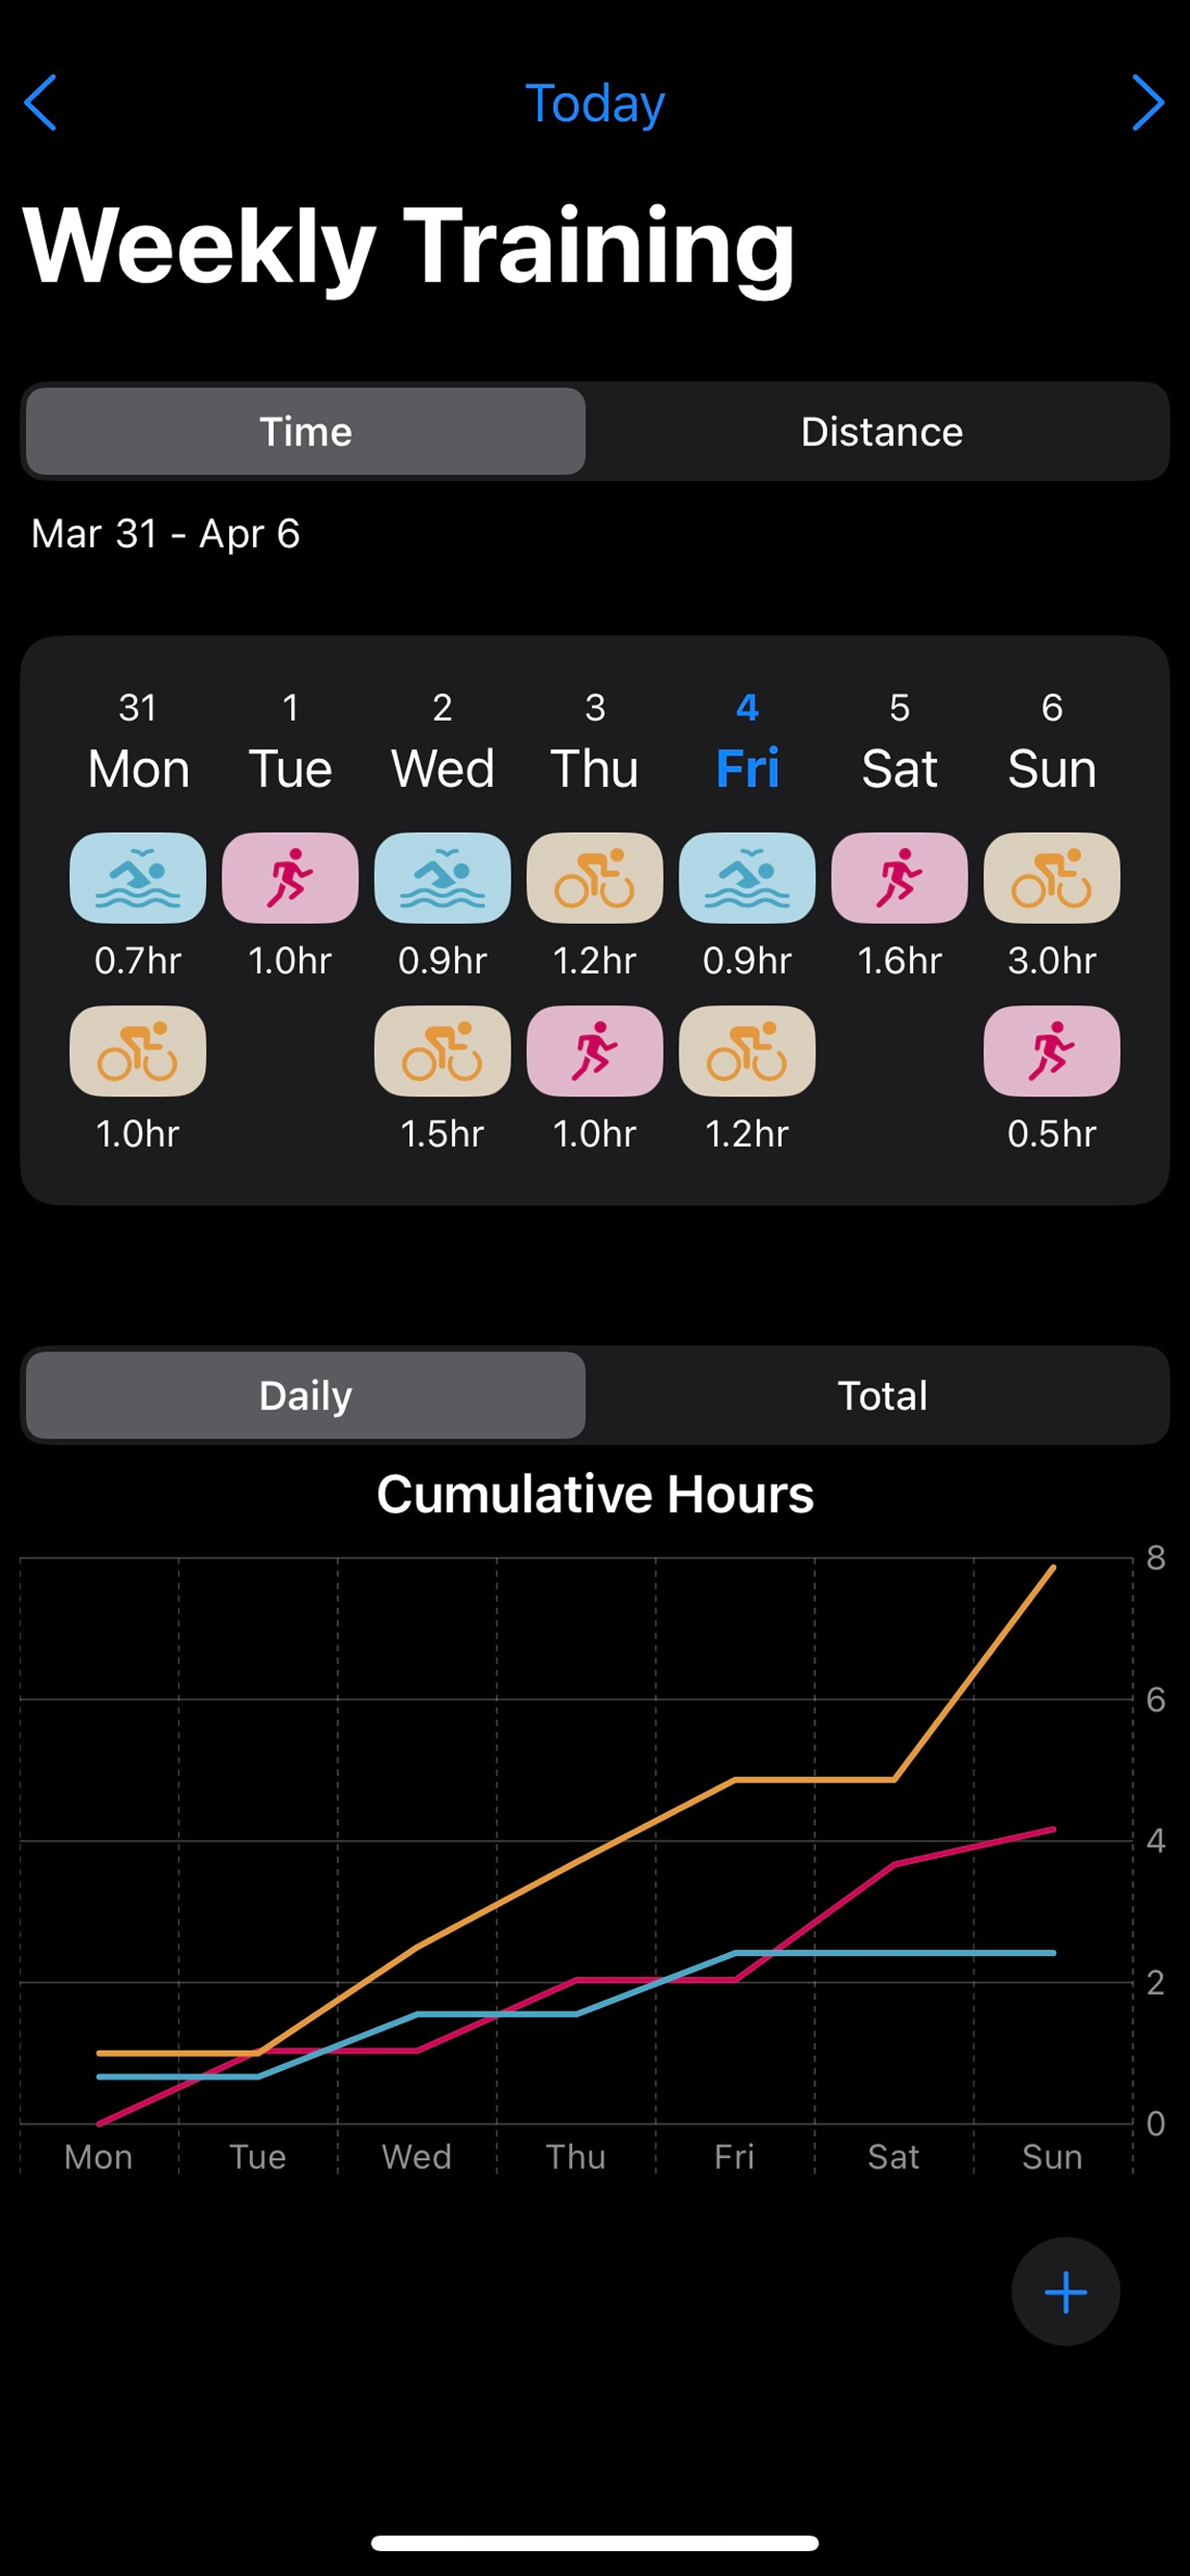 Today
Weekly Training
Time Distance
Mar 31 - Apr 6
31 1 2 3 4 5 6
Mon Tue Wed Thu Fri Sat Sun
0.7hr 1.0hr 0.9hr 1.2hr 0.9hr 1.6hr 3.0hr
1.0hr 1.5hr 1.0hr 1.2hr 0.5hr
Daily Total
Cumulative Hours
8
6
4
2
0
Mon Tue Wed Thu Fri Sat Sun